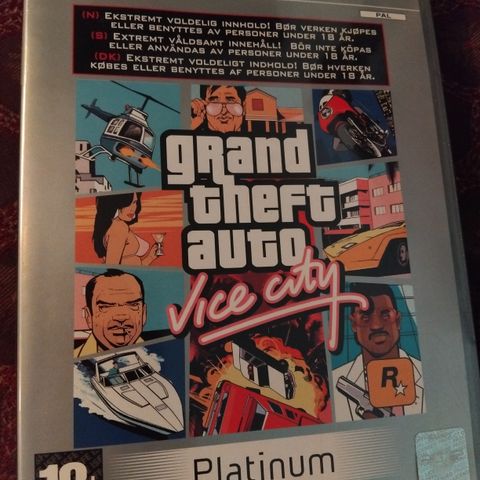 PAL
(N) EKSTREMT VOLDELIG INNHOLD! BØR VERKEN KJØPES
ELLER BENYTTES AV PERSONER UNDER 18 ÅR.
(S) EXTREMT VÅLDSAMT INNEHÅLL! BÖR INTE KÖPAS
ELLER ANVÄNDAS AV PERSONER UNDER 18 ÅR.
(DK) EKSTREMT VOLDELIGT INDHOLD! BØR HVERKEN
KØBES ELLER BENYTTES AF PERSONER UNDER 18 ÅR.
grand
theft
auto
Vice City
R
18+
Platinum